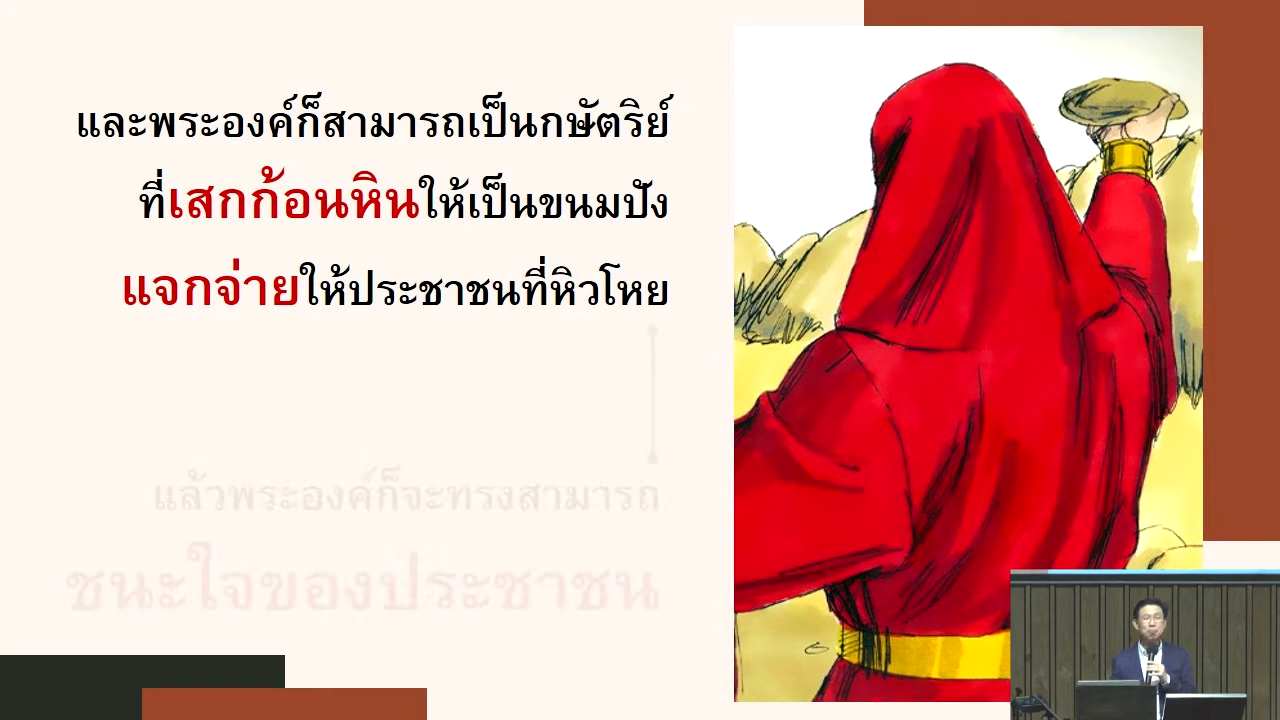 และพระองค์ก็สามารถเป็นกษัตริย์
ที่เสกก้อนหินให้เป็นขนมปัง
แจกจ่ายให้ประชาชนที่หิวโหย
แล้วพระองค์ก็จะทรงสามารถ
ชนะใจของประชาชน